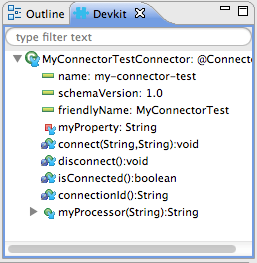 Outline Devkit
type filter text
MyConnectorTestConnector: @Connec
name: my-connector-test
schemaVersion: 1.0
friendlyName: MyConnectorTest
myProperty: String
connect(String,String):void
disconnect():void
isConnected():boolean
connectionId():String
myProcessor(String):String